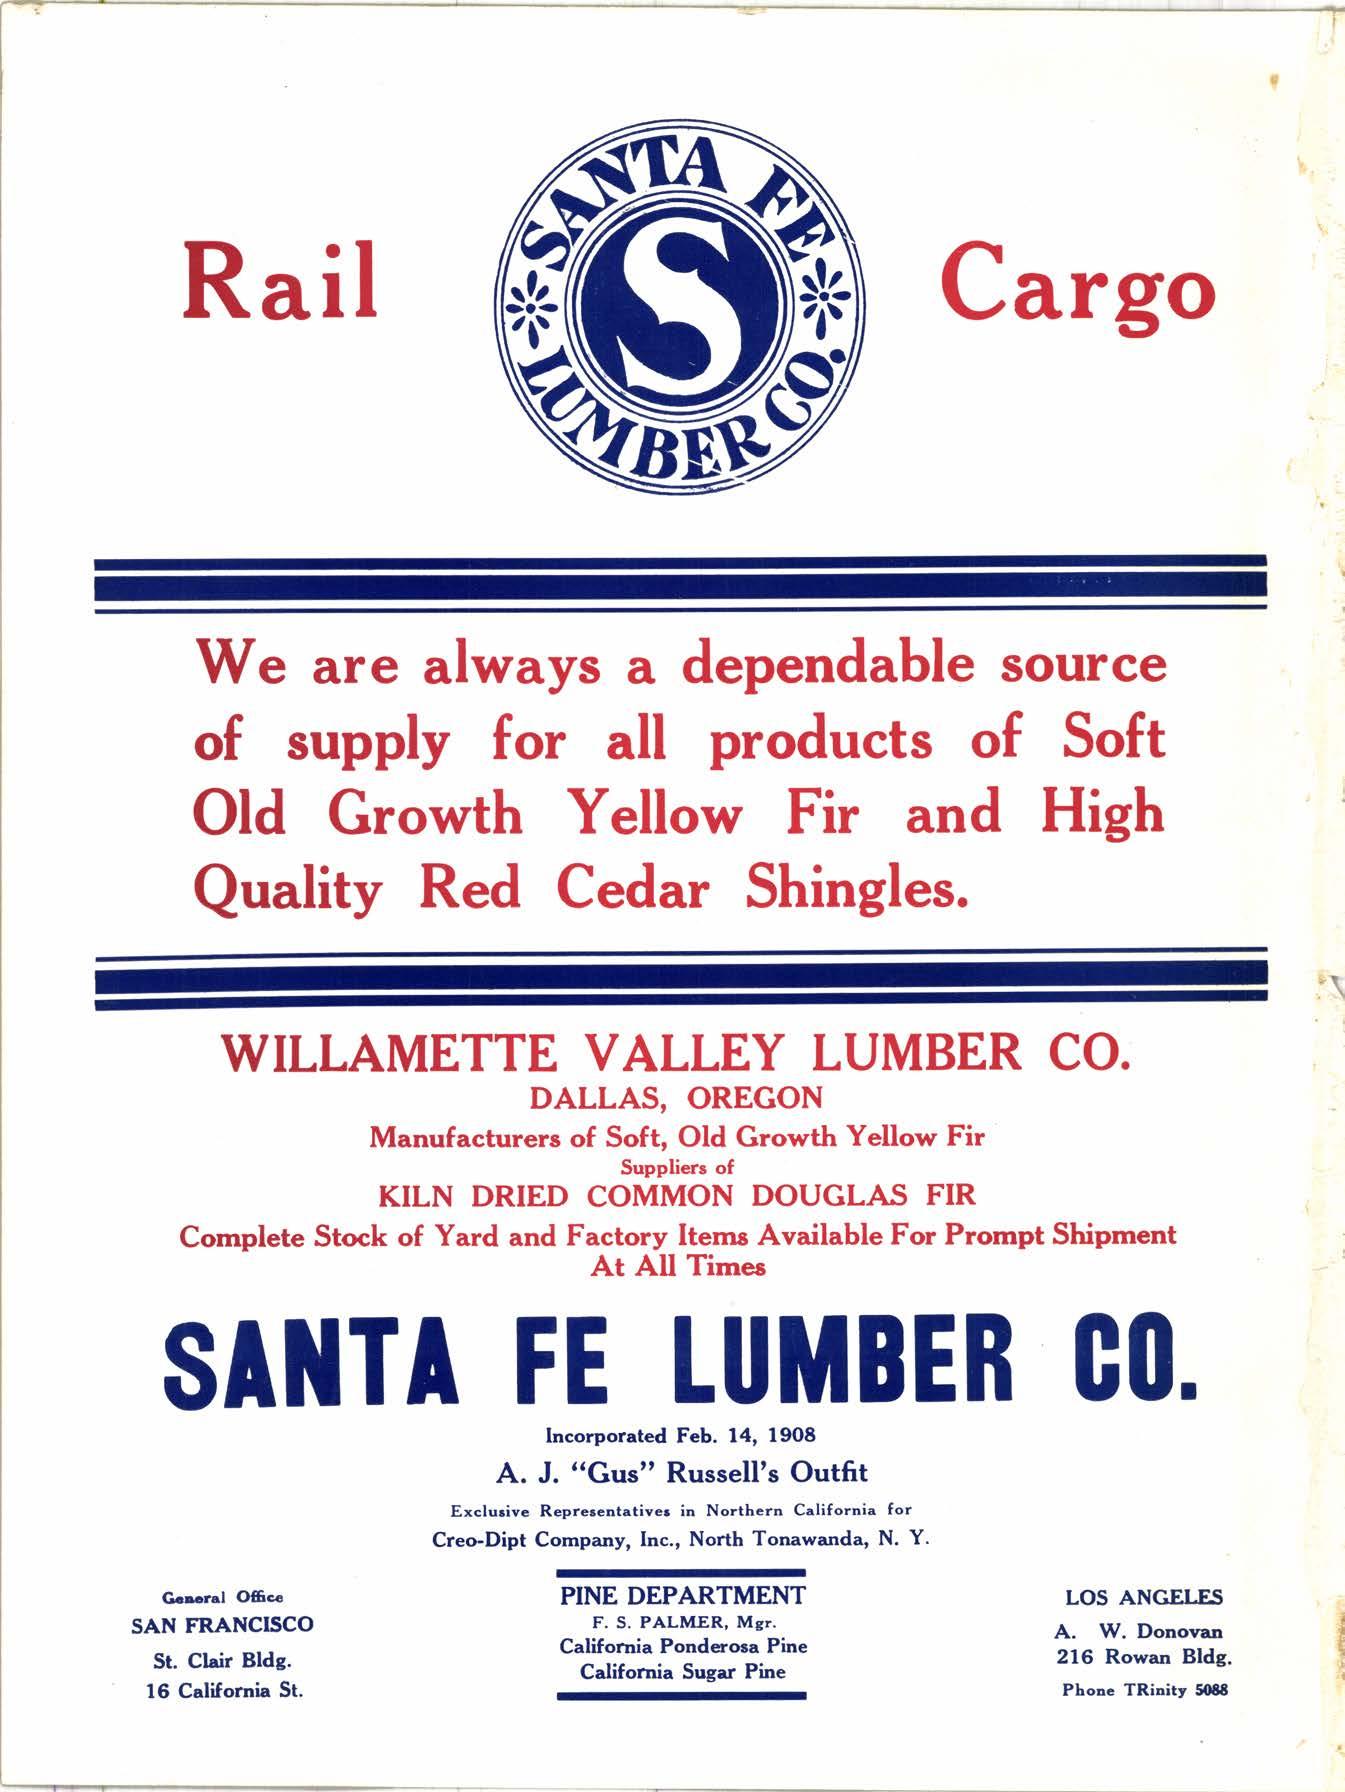 Rail
SANTA FE
S
LUMBER CO.
Cargo
We are always a dependable source
of supply for all products of Soft
Old Growth Yellow Fir and High
Quality Red Cedar Shingles.
WILLAMETTE VALLEY LUMBER CO.
DALLAS, OREGON
Manufacturers of Soft, Old Growth Yellow Fir
Suppliers of
KILN DRIED COMMON DOUGLAS FIR
Complete Stock of Yard and Factory Items Available For Prompt Shipment
At All Times
SANTA FE LUMBER CO.
Incorporated Feb. 14, 1908
A. J. “Gus” Russell’s Outfit
Exclusive Representatives in Northern California for
Creo-Dipt Company, Inc., North Tonawanda, N. Y.
General Office
SAN FRANCISCO
St. Clair Bldg.
16 California St.
PINE DEPARTMENT
F. S. PALMER, Mgr.
California Ponderosa Pine
California Sugar Pine
LOS ANGELES
A. W. Donovan
216 Rowan Bldg.
Phone TRinity 5088